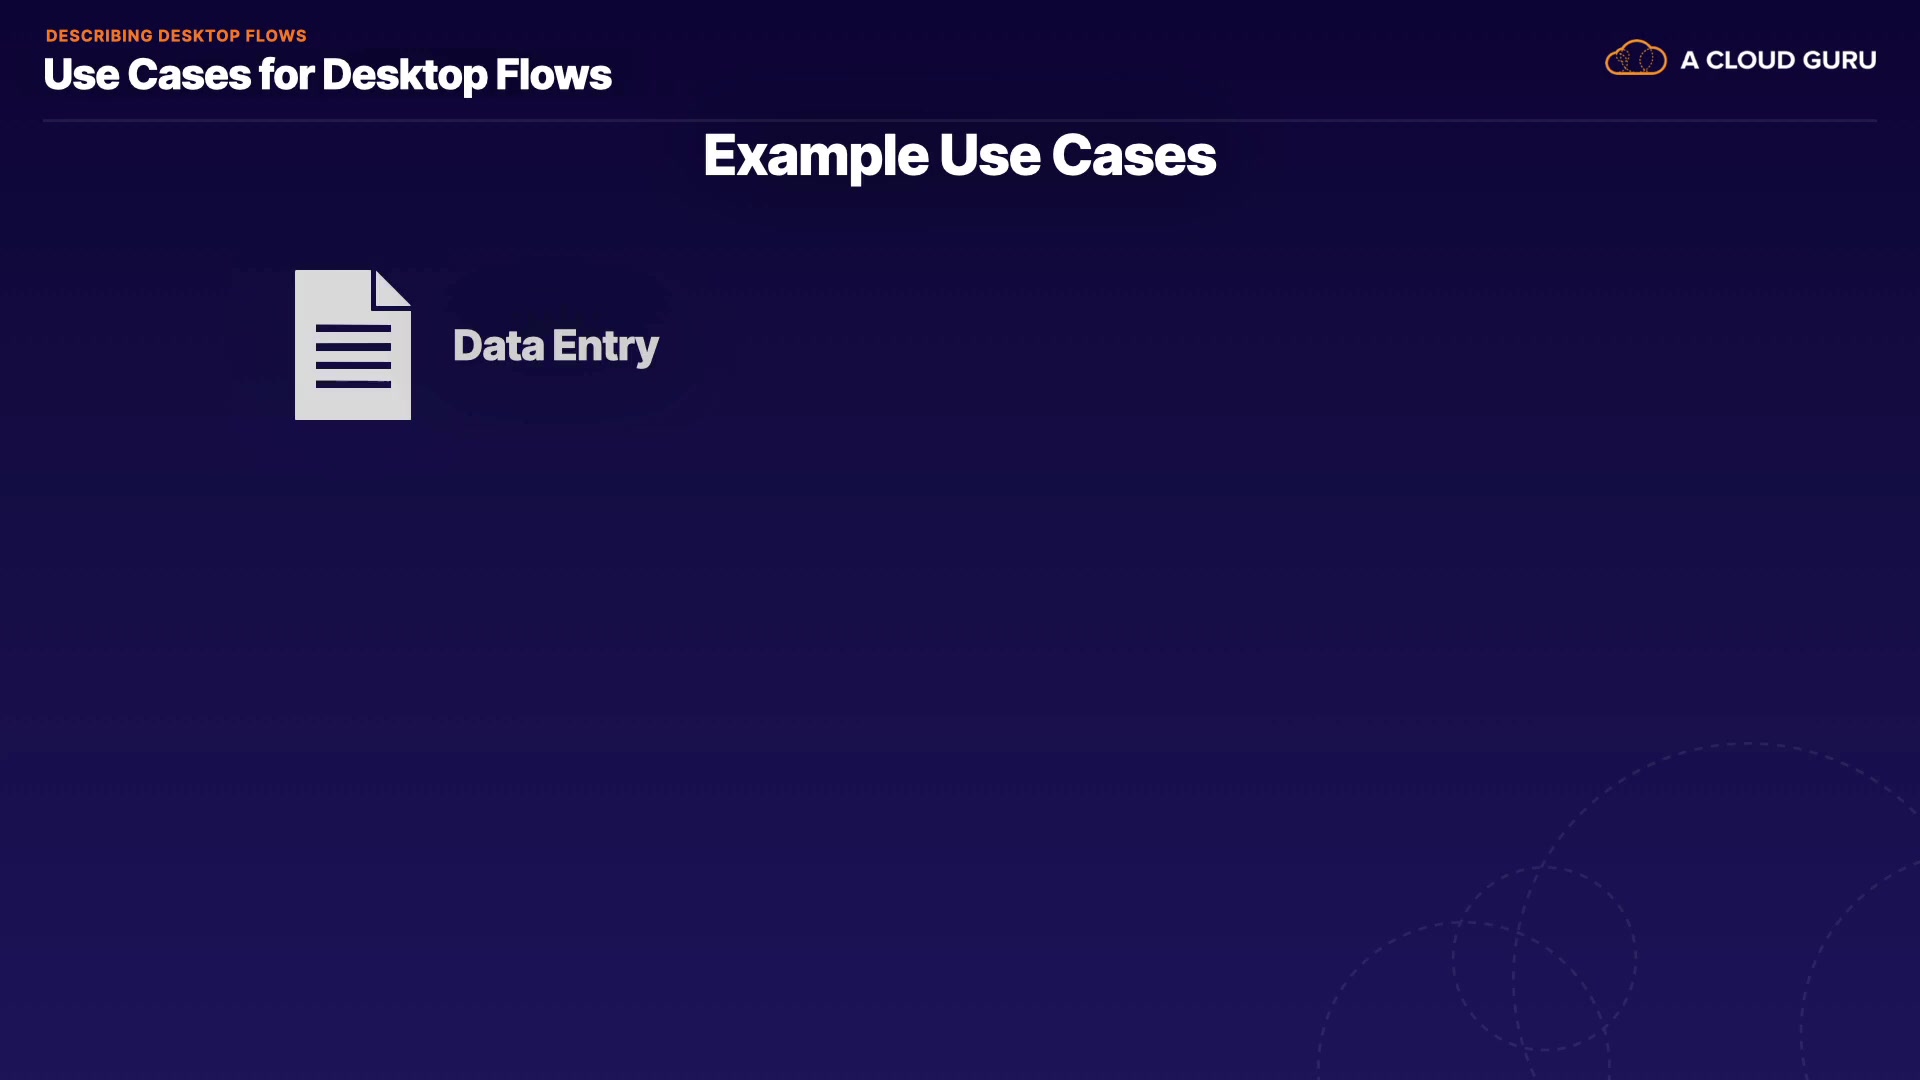 DESCRIBING DESKTOP FLOWS
Use Cases for Desktop Flows
A CLOUD GURU
Example Use Cases
Data Entry